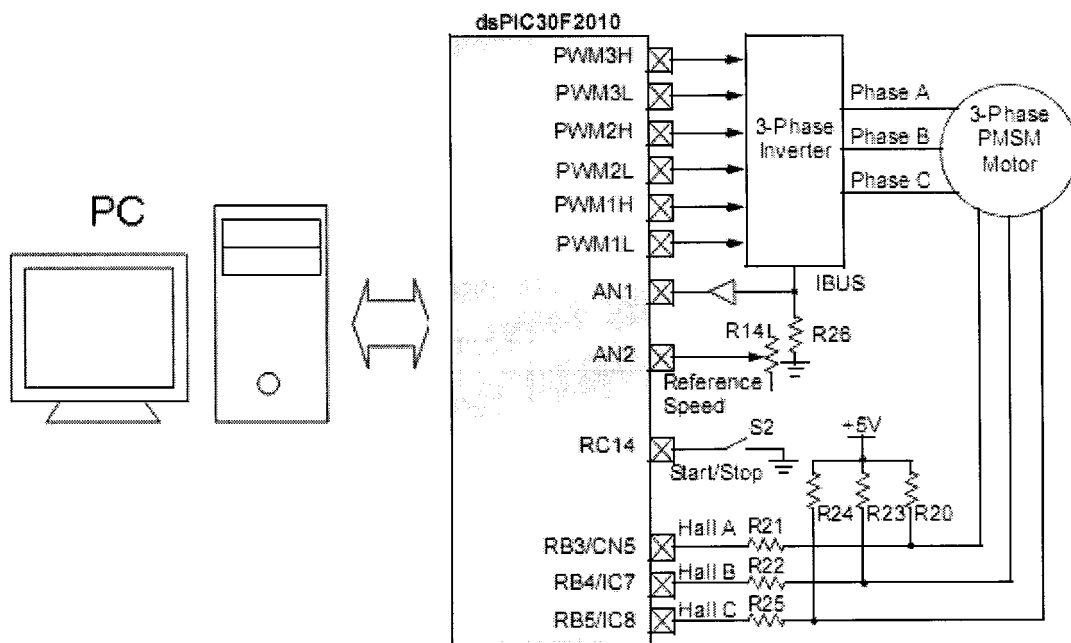 dsPIC30F2010
PWM3H
PWM3L
PWM2H
PWM2L
PWM1H
PWM1L
AN1
AN2
RC14
RB3/CN5
RB4/IC7
RB5/IC8
PC
3-Phase
Inverter
Phase A
Phase B
Phase C
3-Phase
PMSM
Motor
IBUS
R14
R26
Reference
Speed
S2
Start/Stop
+5V
R24
R23
R20
Hall A
R21
Hall B
R22
Hall C
R25